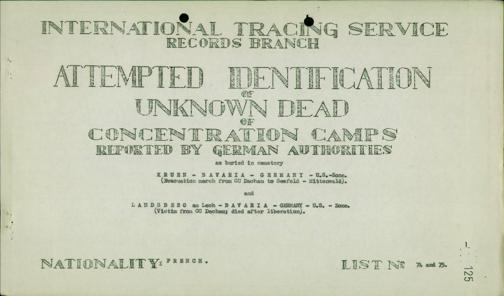 INTERNATIONAL TRACING SERVICE
RECORDS BRANCH
ATTEMPTED IDENTIFICATION
OF
UNKNOWN DEAD
OF
CONCENTRATION CAMPS
REPORTED BY GERMAN AUTHORITIES
as buried in cemetery
KRUEN - BAVARIA - GERMANY - U.S.-Zone.
(Evacuation march from CC Dachau to Seefeld - Mittenwald).
and
LANDSBERG am Lech - BAVARIA - GERMANY - U.S. - Zone.
(Victim from CC Dachau; died after liberation).
NATIONALITY: FRENCH.
LIST Nº 74 and 75.
125